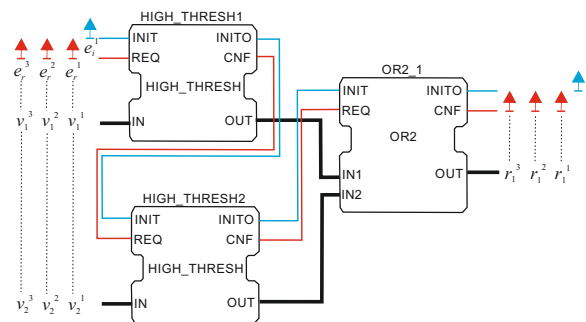 HIGH_THRESH1
e_i^1
INIT INITO
e_r^3 e_r^2 e_r^1 REQ CNF
HIGH_THRESH
v_1^3 v_1^2 v_1^1 IN OUT
OR2_1
INIT INITO
REQ CNF
OR2
IN1 OUT r_1^3 r_1^2 r_1^1
IN2
HIGH_THRESH2
INIT INITO
REQ CNF
HIGH_THRESH
v_2^3 v_2^2 v_2^1 IN OUT